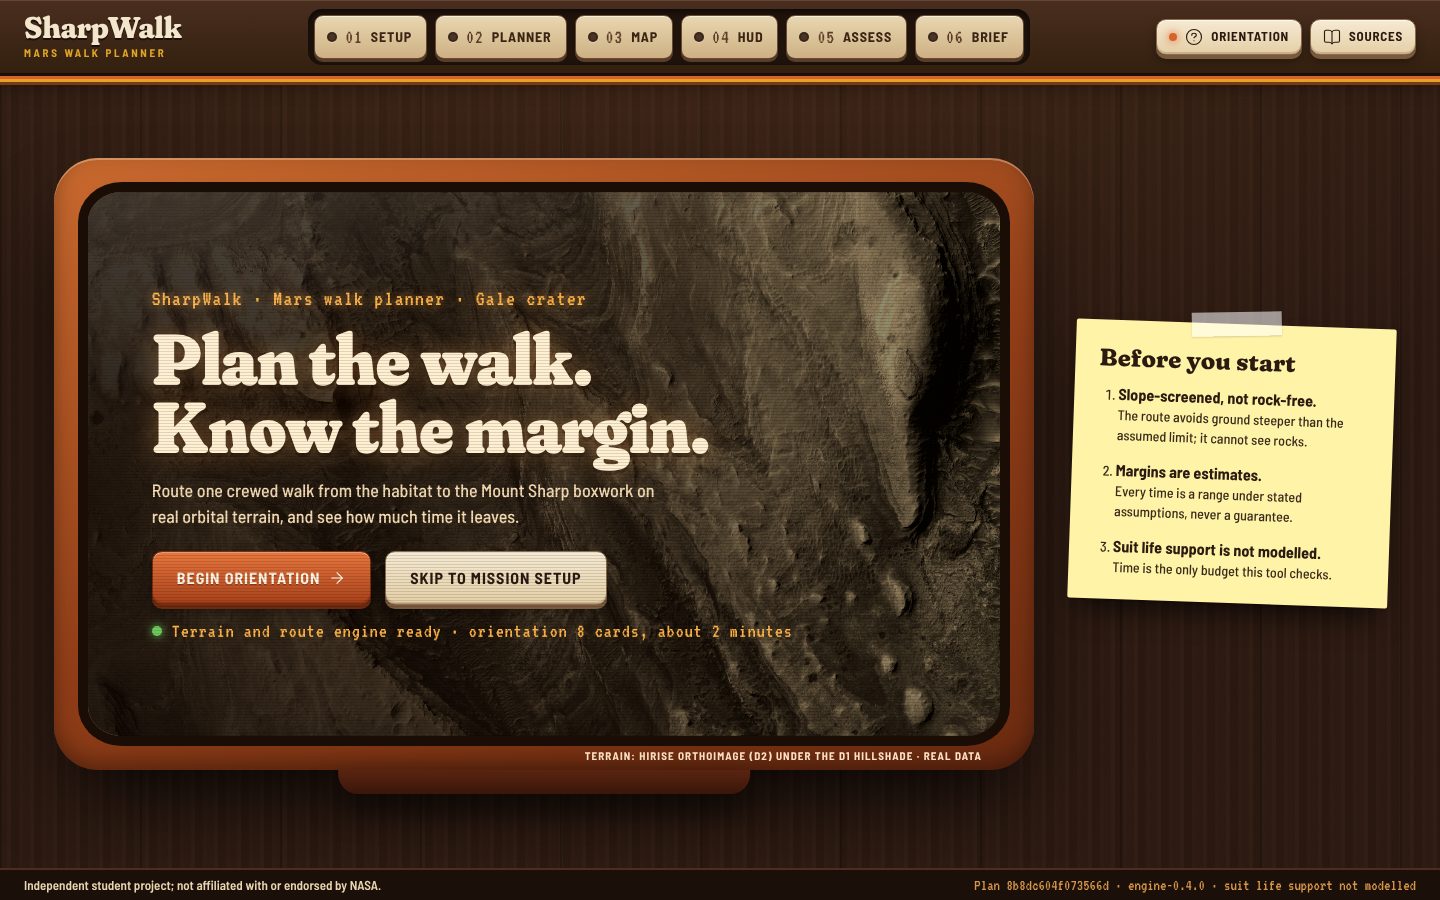 SharpWalk
MARS WALK PLANNER
01 SETUP
02 PLANNER
03 MAP
04 HUD
05 ASSESS
06 BRIEF
ORIENTATION
SOURCES
SharpWalk · Mars walk planner · Gale crater
Plan the walk.
Know the margin.
Route one crewed walk from the habitat to the Mount Sharp boxwork on
real orbital terrain, and see how much time it leaves.
BEGIN ORIENTATION →
SKIP TO MISSION SETUP
Terrain and route engine ready · orientation 8 cards, about 2 minutes
TERRAIN: HIRISE ORTHOIMAGE (D2) UNDER THE D1 HILLSHADE · REAL DATA
Before you start
1. Slope-screened, not rock-free.
The route avoids ground steeper than the
assumed limit; it cannot see rocks.
2. Margins are estimates.
Every time is a range under stated
assumptions, never a guarantee.
3. Suit life support is not modelled.
Time is the only budget this tool checks.
Independent student project; not affiliated with or endorsed by NASA.
Plan 8b8dc604f073566d · engine-0.4.0 · suit life support not modelled